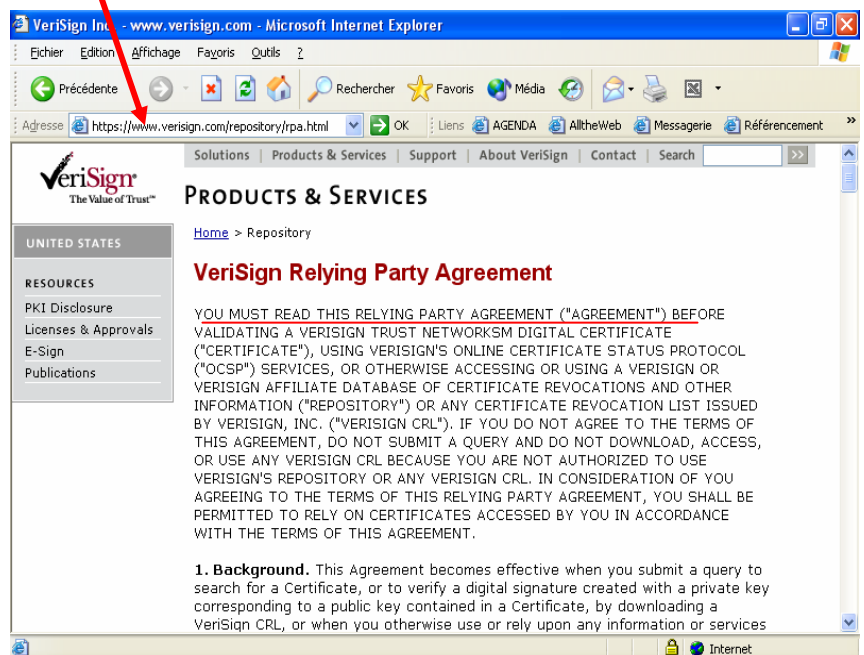 VeriSign Inc. - www.verisign.com - Microsoft Internet Explorer
Fichier Edition Affichage Favoris Outils ?
Précédente Rechercher Favoris Média
Adresse https://www.verisign.com/repository/rpa.html OK Liens AGENDA AlltheWeb Messagerie Référencement »
Solutions | Products & Services | Support | About VeriSign | Contact | Search >>
VeriSign
The Value of Trust™
PRODUCTS & SERVICES
UNITED STATES
RESOURCES
PKI Disclosure
Licenses & Approvals
E-Sign
Publications
Home > Repository
VeriSign Relying Party Agreement
YOU MUST READ THIS RELYING PARTY AGREEMENT ("AGREEMENT") BEFORE
VALIDATING A VERISIGN TRUST NETWORKSM DIGITAL CERTIFICATE
("CERTIFICATE"), USING VERISIGN'S ONLINE CERTIFICATE STATUS PROTOCOL
("OCSP") SERVICES, OR OTHERWISE ACCESSING OR USING A VERISIGN OR
VERISIGN AFFILIATE DATABASE OF CERTIFICATE REVOCATIONS AND OTHER
INFORMATION ("REPOSITORY") OR ANY CERTIFICATE REVOCATION LIST ISSUED
BY VERISIGN, INC. ("VERISIGN CRL"). IF YOU DO NOT AGREE TO THE TERMS OF
THIS AGREEMENT, DO NOT SUBMIT A QUERY AND DO NOT DOWNLOAD, ACCESS,
OR USE ANY VERISIGN CRL BECAUSE YOU ARE NOT AUTHORIZED TO USE
VERISIGN'S REPOSITORY OR ANY VERISIGN CRL. IN CONSIDERATION OF YOU
AGREEING TO THE TERMS OF THIS RELYING PARTY AGREEMENT, YOU SHALL BE
PERMITTED TO RELY ON CERTIFICATES ACCESSED BY YOU IN ACCORDANCE
WITH THE TERMS OF THIS AGREEMENT.
1. Background. This Agreement becomes effective when you submit a query to
search for a Certificate, or to verify a digital signature created with a private key
corresponding to a public key contained in a Certificate, by downloading a
VeriSign CRL, or when you otherwise use or rely upon any information or services
Internet